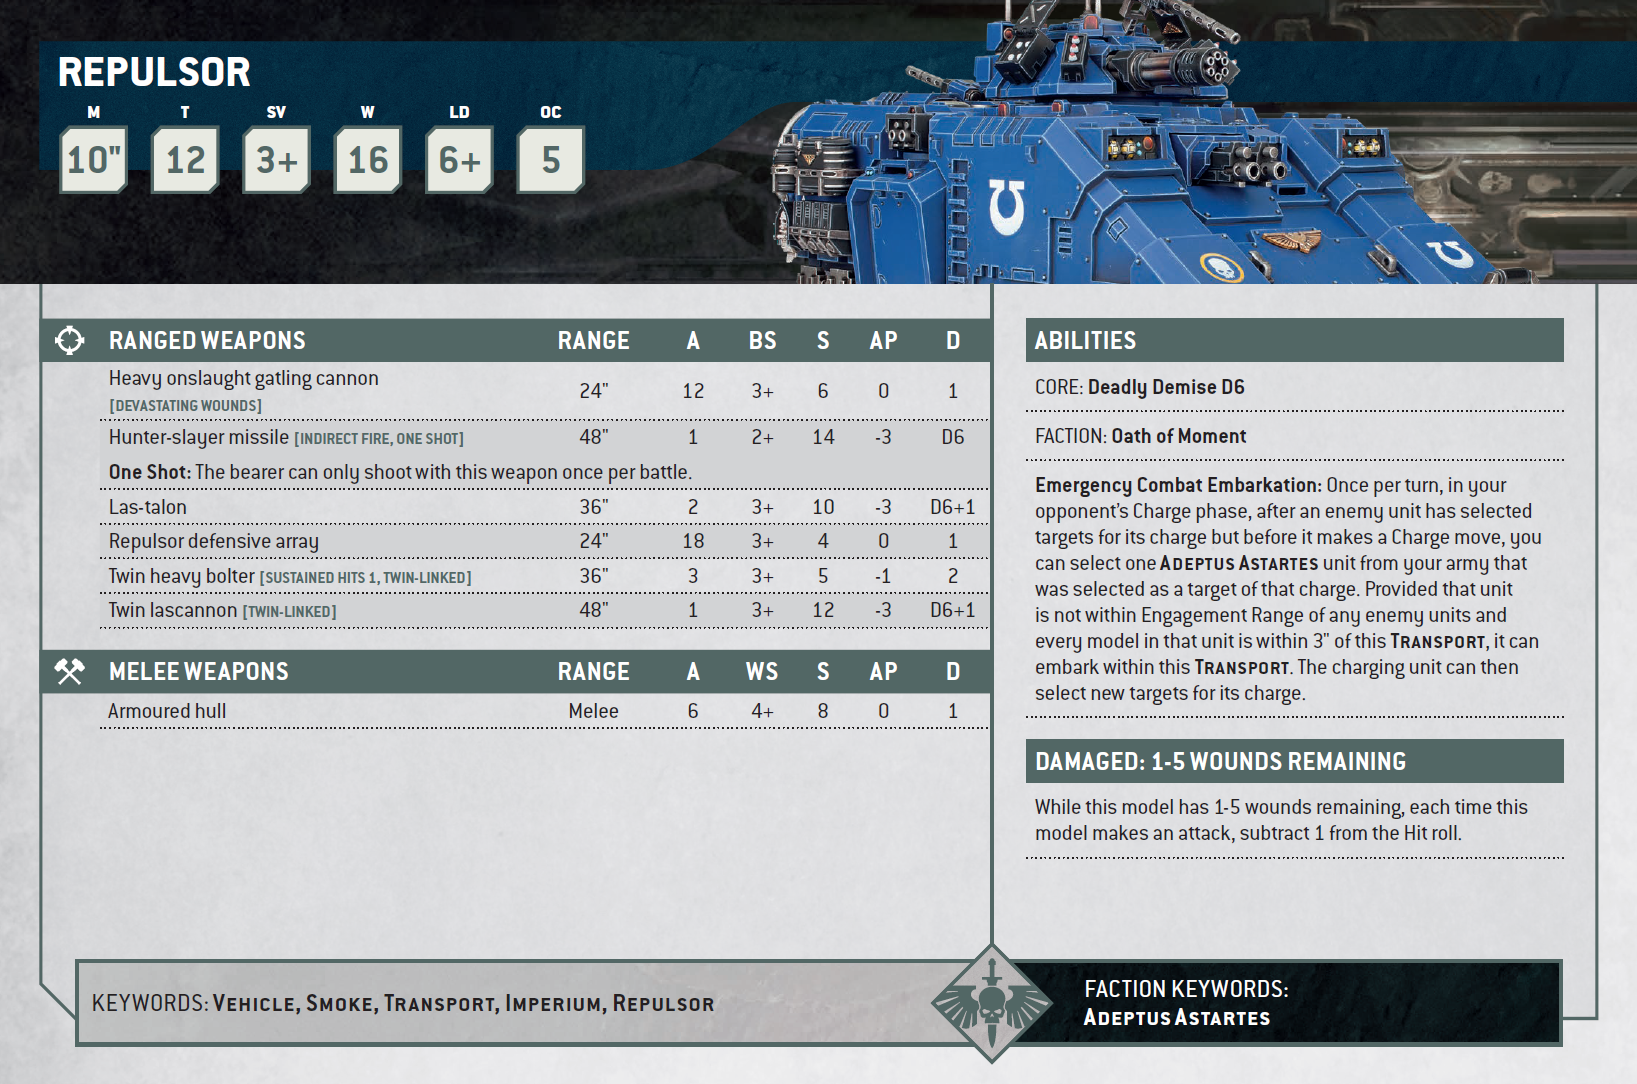 REPULSOR
M T SV W LD OC
10" 12 3+ 16 6+ 5
RANGED WEAPONS RANGE A BS S AP D
Heavy onslaught gatling cannon
[DEVASTATING WOUNDS] 24" 12 3+ 6 0 1
Hunter-slayer missile [INDIRECT FIRE, ONE SHOT] 48" 1 2+ 14 -3 D6
One Shot: The bearer can only shoot with this weapon once per battle.
Las-talon 36" 2 3+ 10 -3 D6+1
Repulsor defensive array 24" 18 3+ 4 0 1
Twin heavy bolter [SUSTAINED HITS 1, TWIN-LINKED] 36" 3 3+ 5 -1 2
Twin lascannon [TWIN-LINKED] 48" 1 3+ 12 -3 D6+1
MELEE WEAPONS RANGE A WS S AP D
Armoured hull Melee 6 4+ 8 0 1
ABILITIES
CORE: Deadly Demise D6
FACTION: Oath of Moment
Emergency Combat Embarkation: Once per turn, in your
opponent's Charge phase, after an enemy unit has selected
targets for its charge but before it makes a Charge move, you
can select one ADEPTUS ASTARTES unit from your army that
was selected as a target of that charge. Provided that unit
is not within Engagement Range of any enemy units and
every model in that unit is within 3" of this TRANSPORT, it can
embark within this TRANSPORT. The charging unit can then
select new targets for its charge.
DAMAGED: 1-5 WOUNDS REMAINING
While this model has 1-5 wounds remaining, each time this
model makes an attack, subtract 1 from the Hit roll.
KEYWORDS: VEHICLE, SMOKE, TRANSPORT, IMPERIUM, REPULSOR
FACTION KEYWORDS:
ADEPTUS ASTARTES